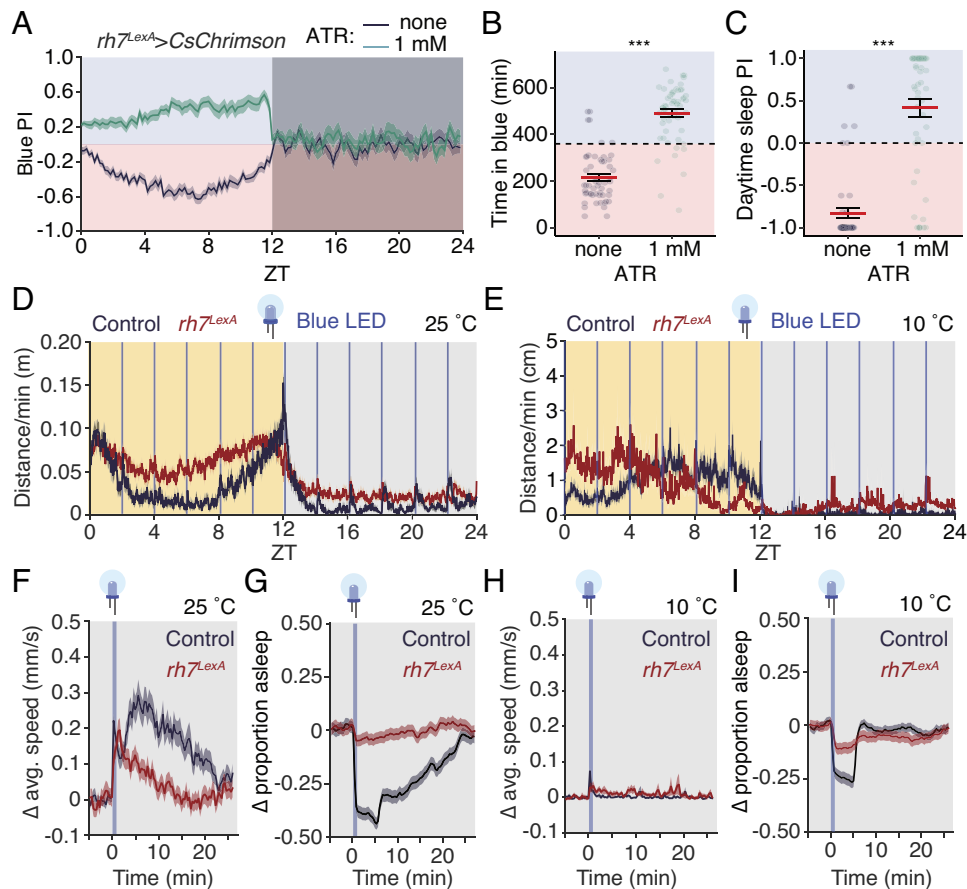 A
rh7LexA>CsChrimson
ATR:
none
1 mM
Blue PI
1.0
0.6
0.2
-0.2
-0.6
-1.0
0
4
8
12
16
20
24
ZT
B
***
Time in blue (min)
600
400
200
0
none
1 mM
ATR
C
***
Daytime sleep PI
1.0
0.5
0.0
-0.5
-1.0
none
1 mM
ATR
D
Control
rh7LexA
Blue LED
25 °C
Distance/min (m)
0.20
0.15
0.10
0.05
0
0
4
8
12
16
20
24
ZT
E
Control
rh7LexA
Blue LED
10 °C
Distance/min (cm)
5
4
3
2
1
0
0
4
8
12
16
20
24
ZT
F
25 °C
Control
rh7LexA
Δ avg. speed (mm/s)
0.5
0.4
0.3
0.2
0.1
0
-0.1
0
10
20
Time (min)
G
25 °C
Control
rh7LexA
Δ proportion asleep
0.50
0.25
0
-0.25
-0.50
0
10
20
Time (min)
H
10 °C
Control
rh7LexA
Δ avg. speed (mm/s)
0.5
0.4
0.3
0.2
0.1
0
-0.1
0
10
20
Time (min)
I
10 °C
Control
rh7LexA
Δ proportion alseep
0.50
0.25
0
-0.25
-0.50
0
10
20
Time (min)